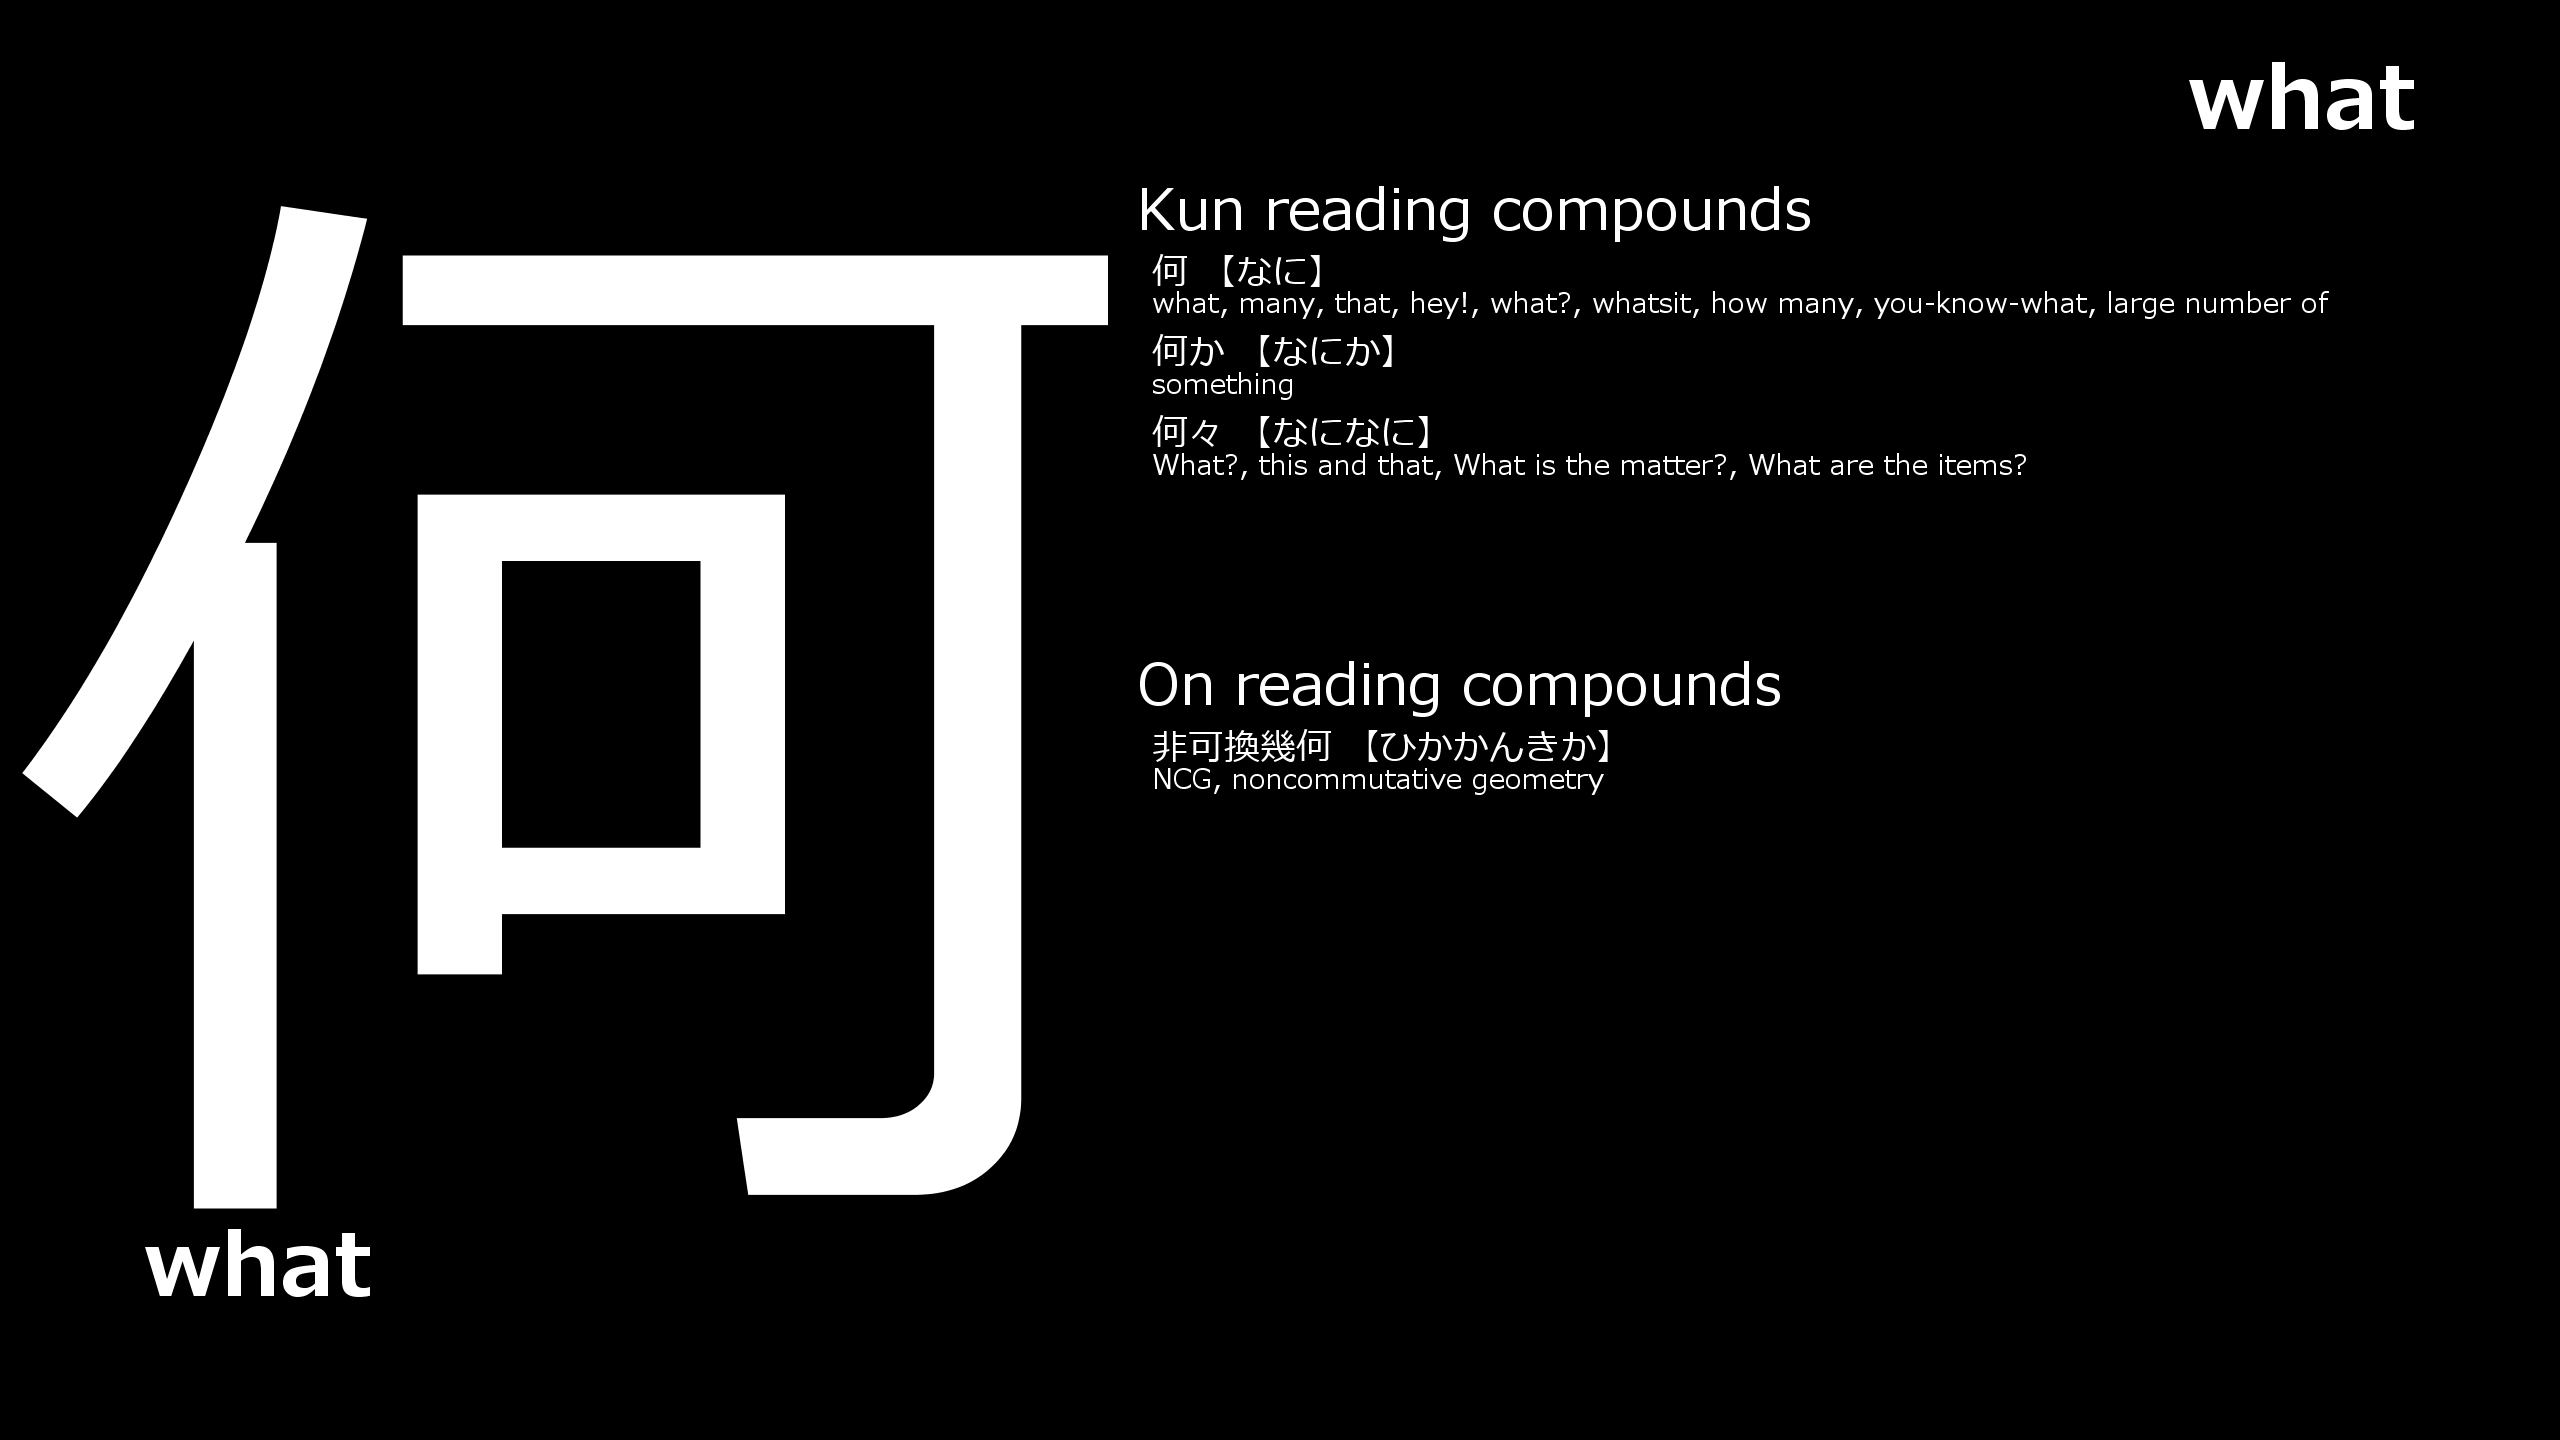 what
何
what
Kun reading compounds
何 【なに】
what, many, that, hey!, what?, whatsit, how many, you-know-what, large number of
何か 【なにか】
something
何々 【なになに】
What?, this and that, What is the matter?, What are the items?
On reading compounds
非可換幾何 【ひかかんきか】
NCG, noncommutative geometry